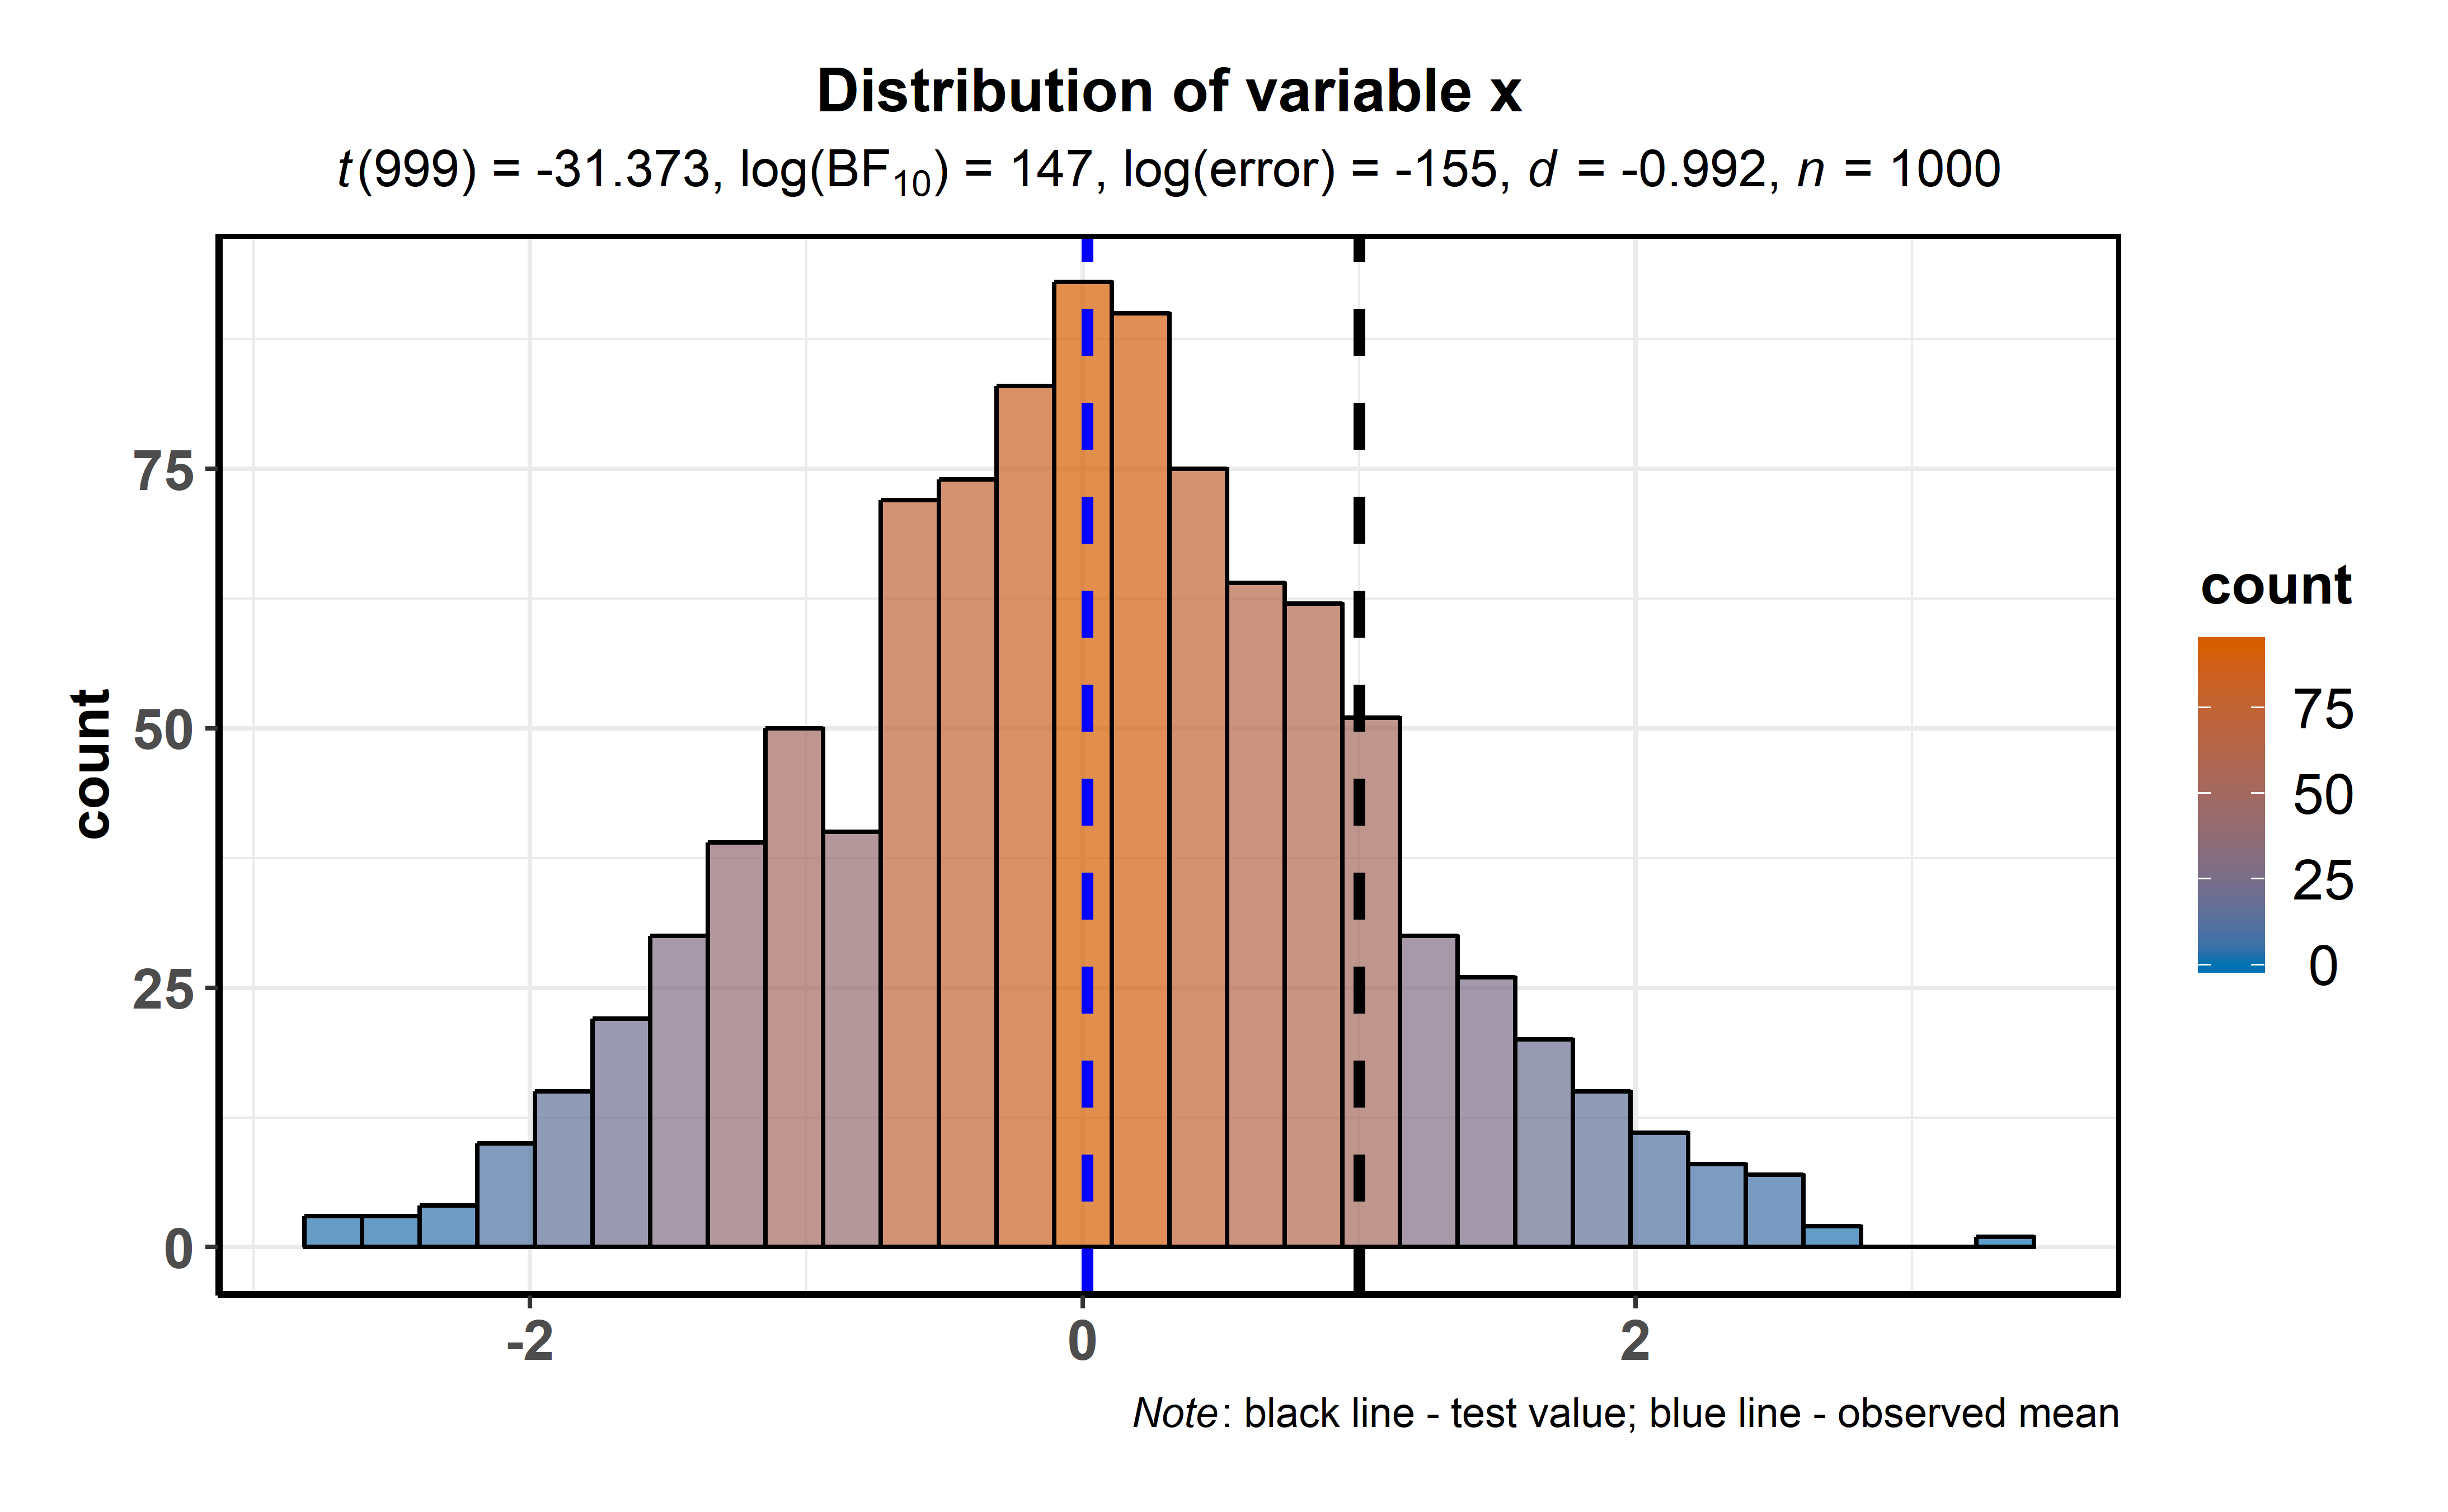 Distribution of variable x
t(999) = -31.373, log(BF₁₀) = 147, log(error) = -155, d = -0.992, n = 1000
count
75
50
25
0
-2
0
2
count
75
50
25
0
Note: black line - test value; blue line - observed mean